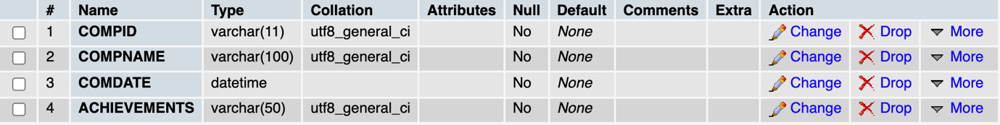 # Name Type Collation Attributes Null Default Comments Extra Action
1 COMPID varchar(11) utf8_general_ci No None Change Drop More
2 COMPNAME varchar(100) utf8_general_ci No None Change Drop More
3 COMDATE datetime No None Change Drop More
4 ACHIEVEMENTS varchar(50) utf8_general_ci No None Change Drop More